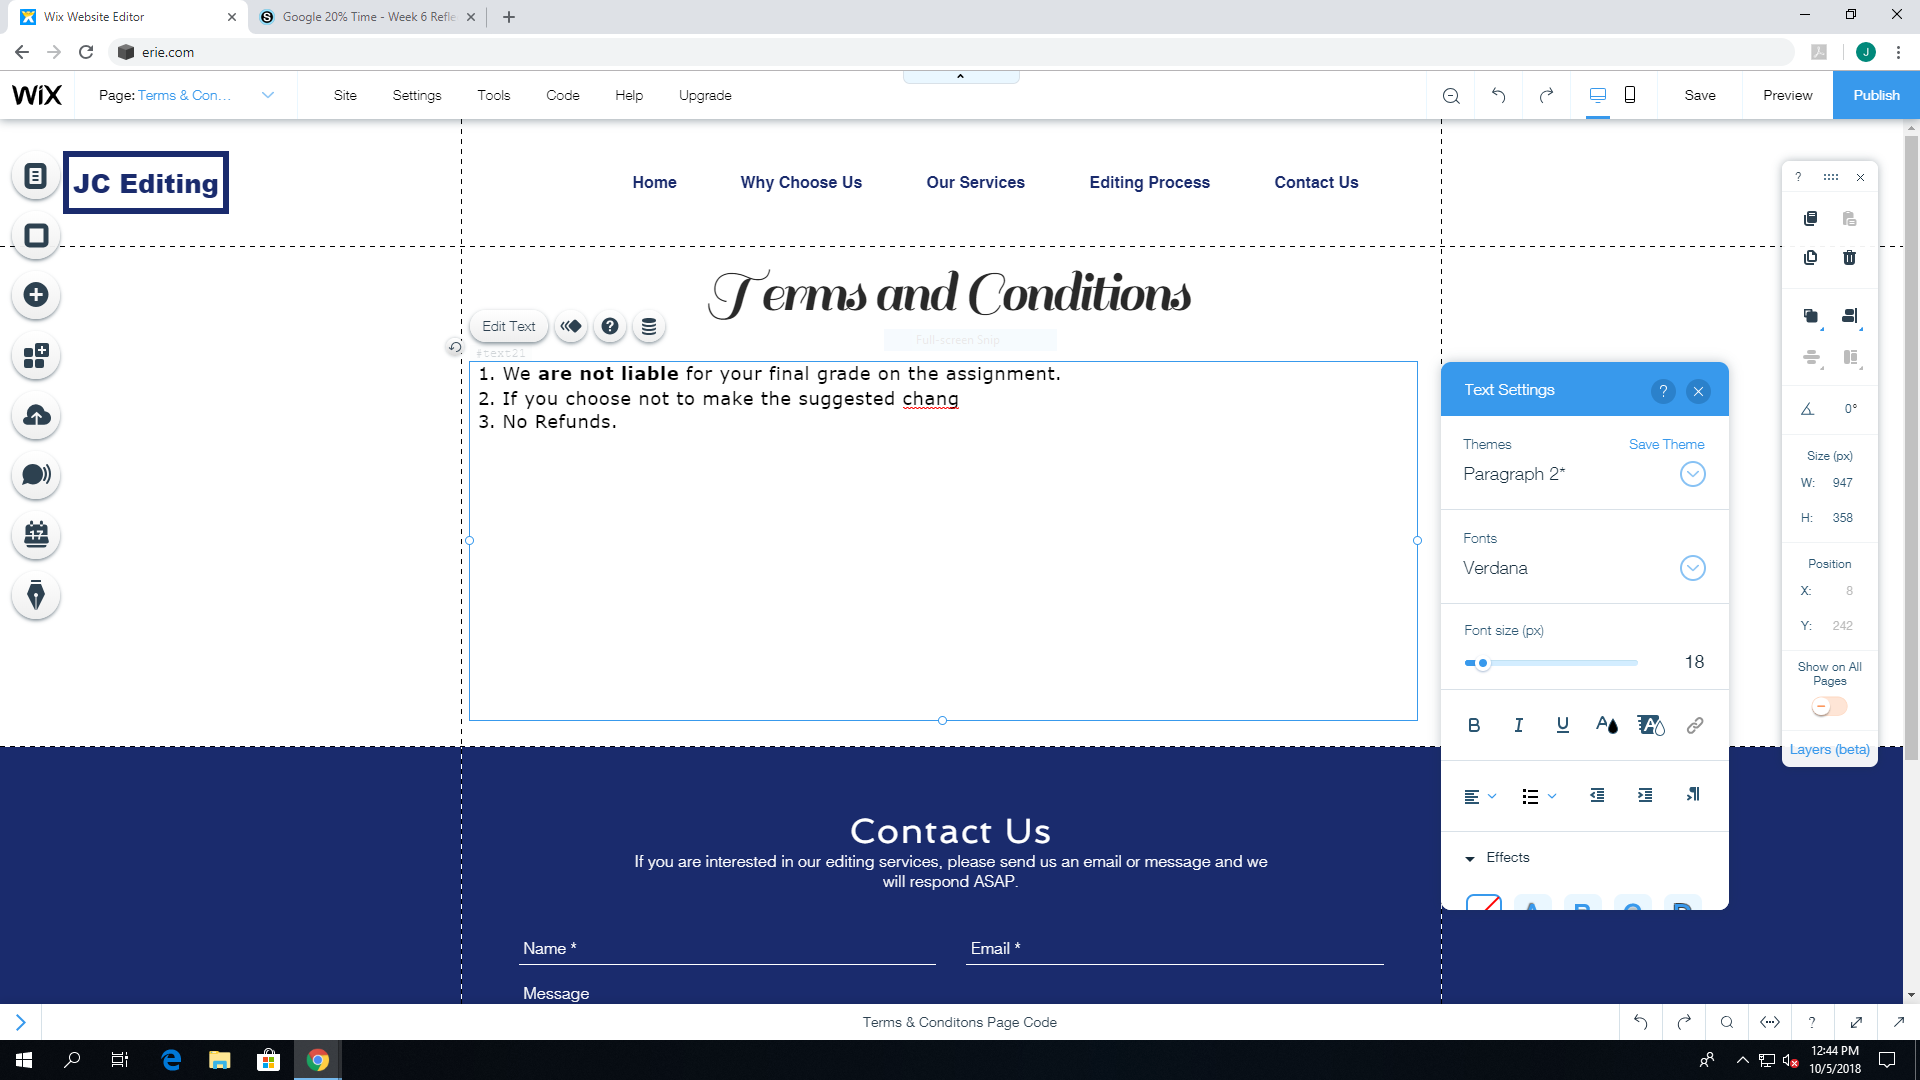 Wix Website Editor
Google 20% Time - Week 6 Refle
erie.com
J
WiX
Page: Terms & Con...
Site
Settings
Tools
Code
Help
Upgrade
Save
Preview
Publish
JC Editing
Home
Why Choose Us
Our Services
Editing Process
Contact Us
Terms and Conditions
Edit Text
Full-screen Snip
#text21
1. We are not liable for your final grade on the assignment.
2. If you choose not to make the suggested chang
3. No Refunds.
Text Settings
?
Themes
Save Theme
Paragraph 2*
Fonts
Verdana
Font size (px)
18
B I U A A
Effects
?
0°
Size (px)
W: 947
H: 358
Position
X: 8
Y: 242
Show on All
Pages
Layers (beta)
17
Contact Us
If you are interested in our editing services, please send us an email or message and we
will respond ASAP.
Name *
Email *
Message
Terms & Conditons Page Code
?
12:44 PM
10/5/2018